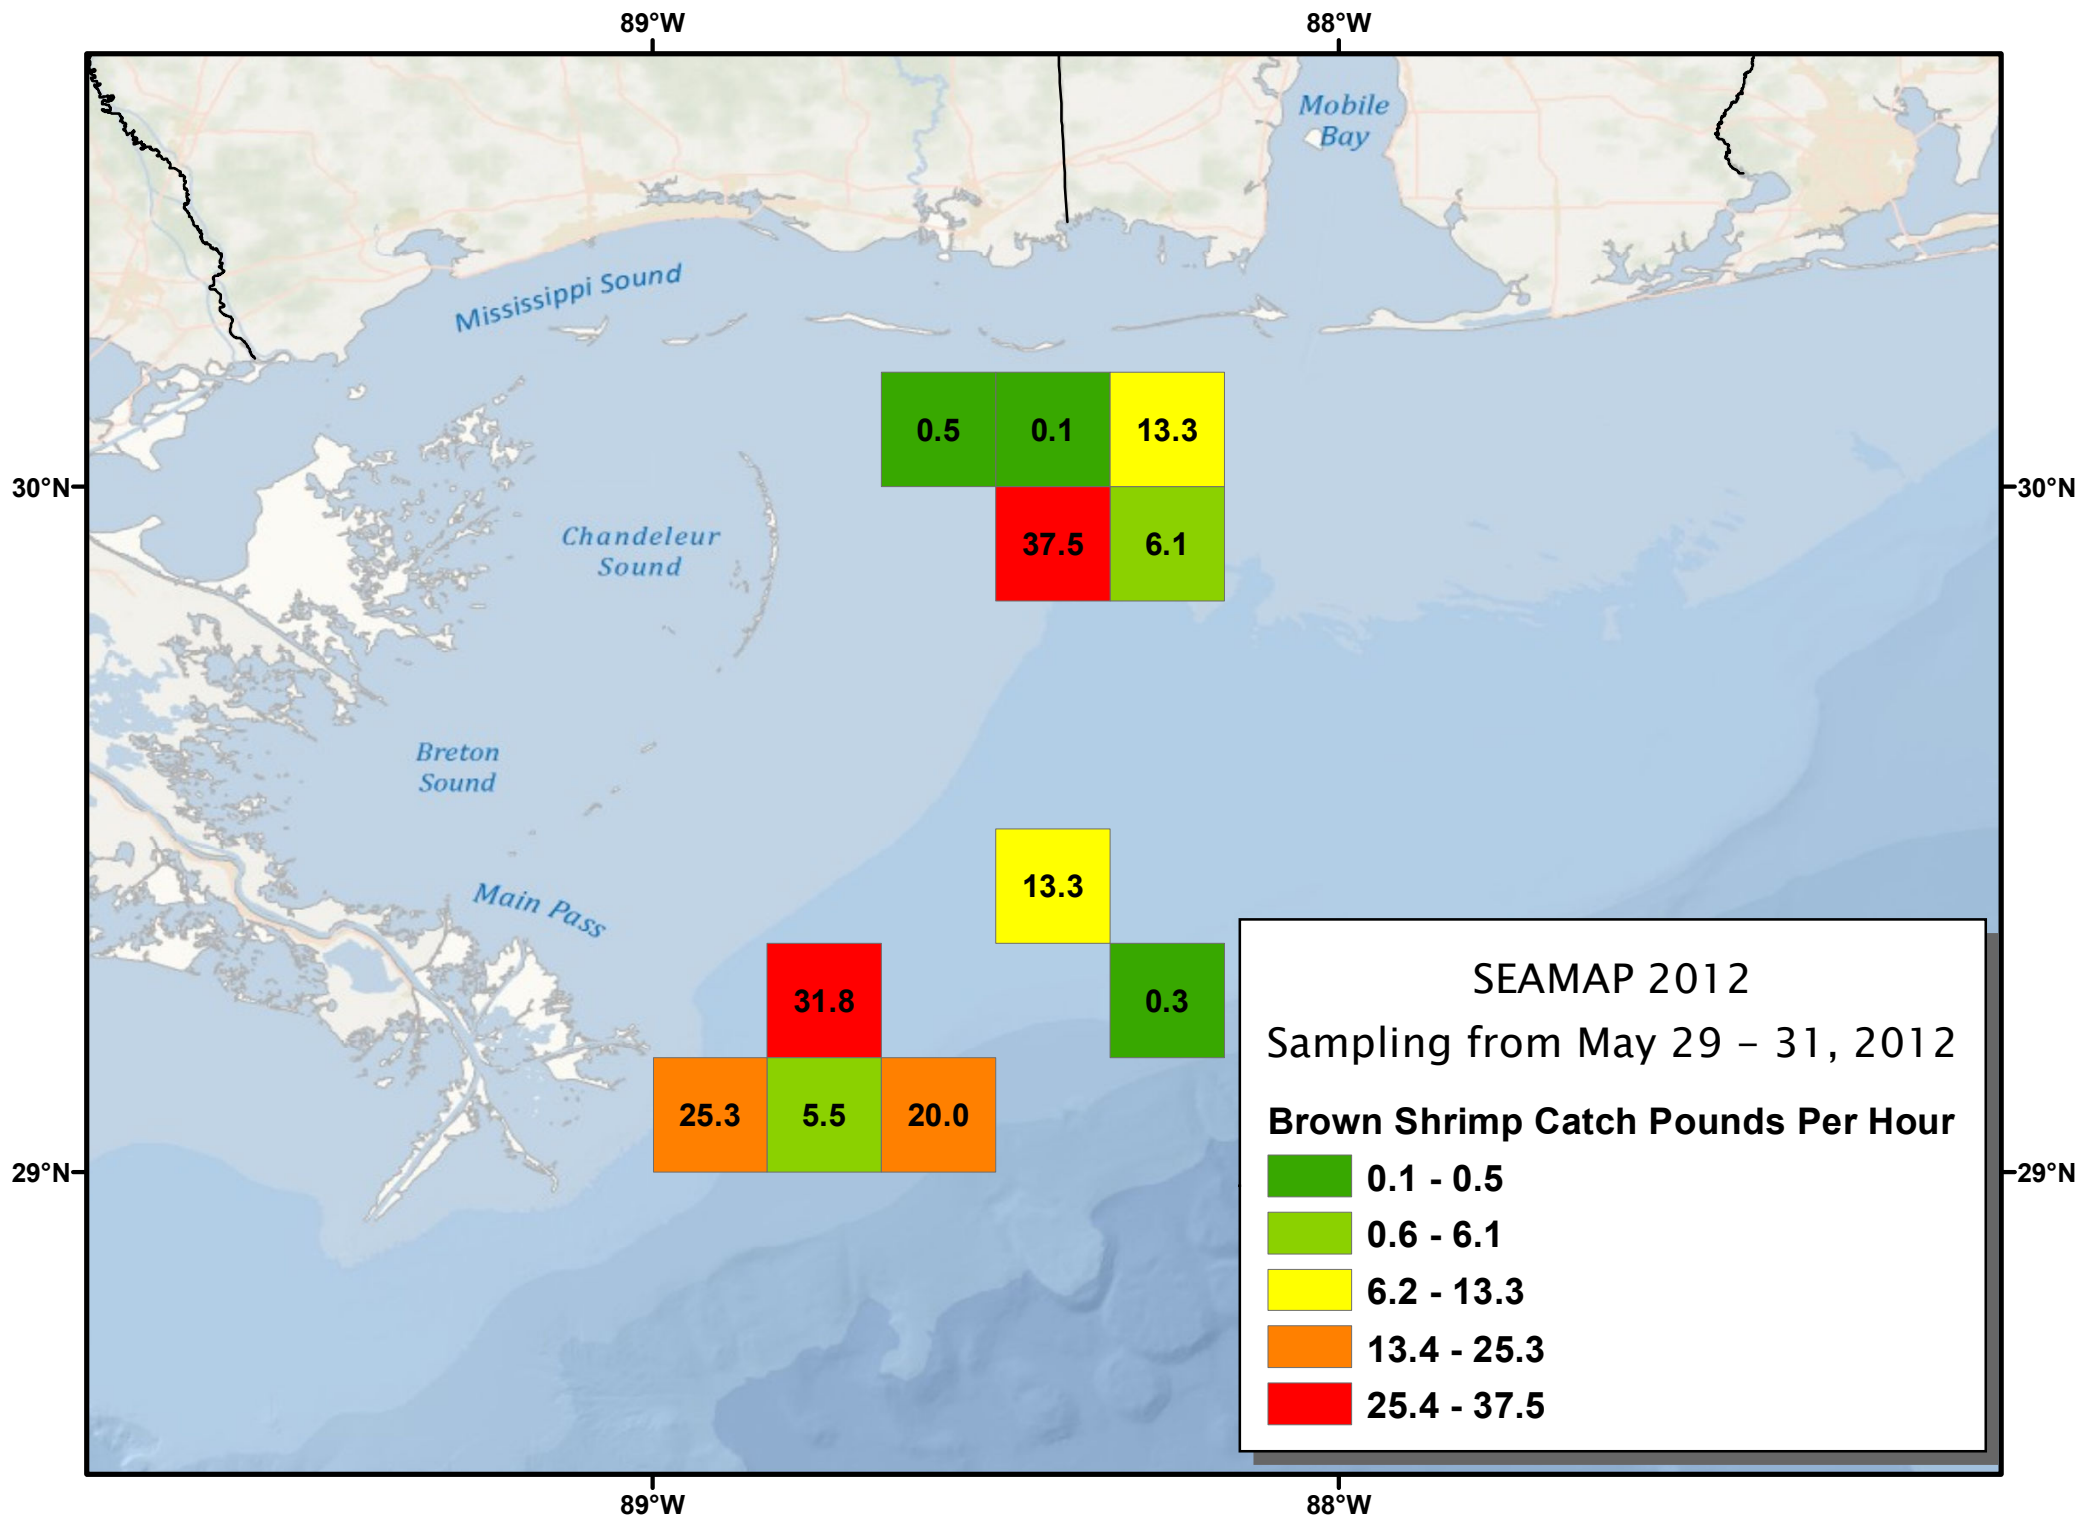 89°W
88°W
Mobile
Bay
Mississippi Sound
0.5
0.1
13.3
30°N
30°N
Chandeleur
Sound
37.5
6.1
Breton
Sound
Main Pass
13.3
31.8
0.3
25.3
5.5
20.0
29°N
29°N
SEAMAP 2012
Sampling from May 29 – 31, 2012
Brown Shrimp Catch Pounds Per Hour
0.1 - 0.5
0.6 - 6.1
6.2 - 13.3
13.4 - 25.3
25.4 - 37.5
89°W
88°W